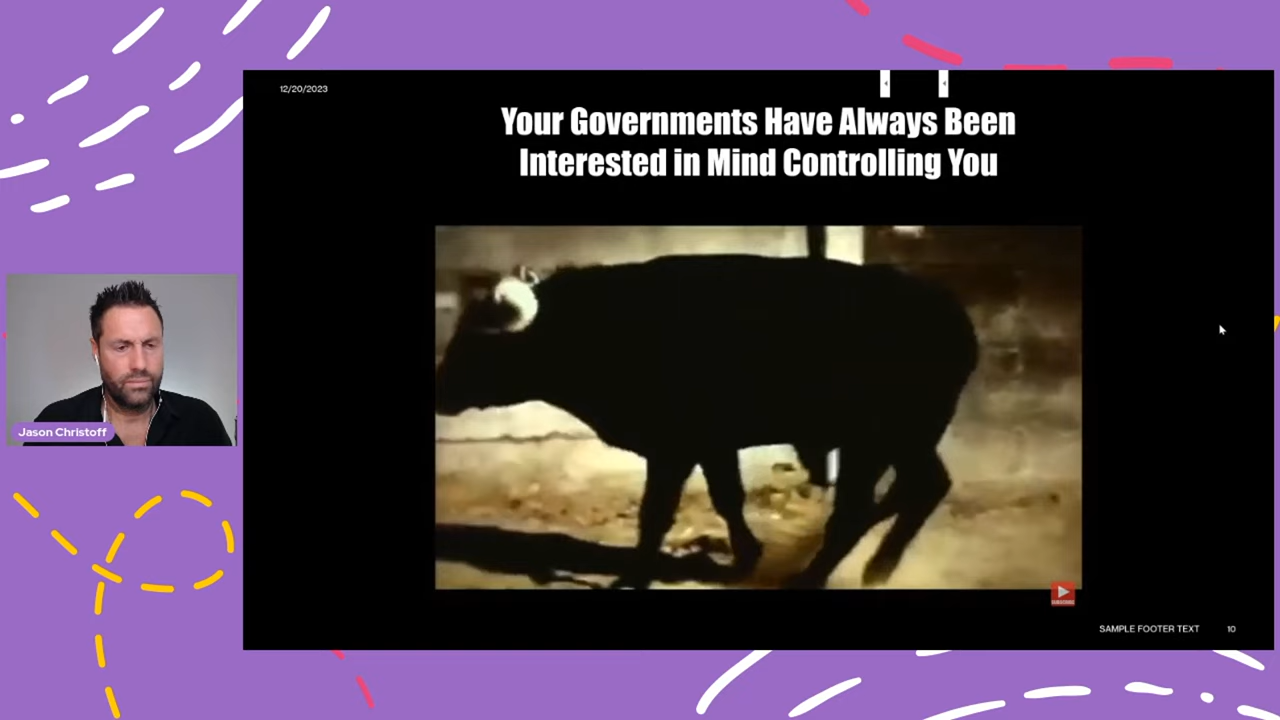 12/20/2023
Your Governments Have Always Been
Interested in Mind Controlling You
Jason Christoff
SUBSCRIBE
SAMPLE FOOTER TEXT 10